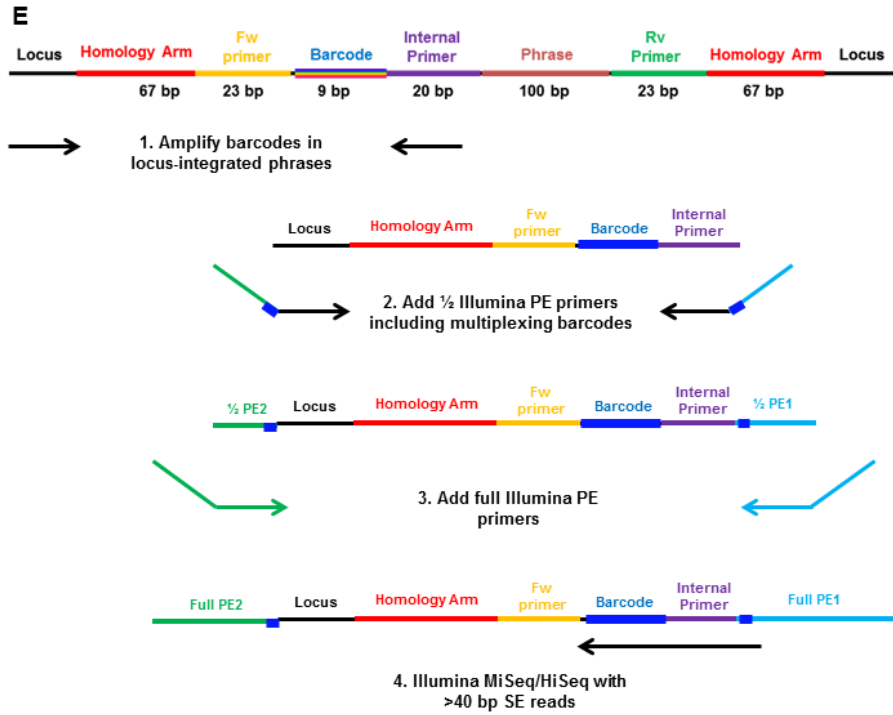 E
Locus Homology Arm Fw primer Barcode Internal Primer Phrase Rv Primer Homology Arm Locus
67 bp 23 bp 9 bp 20 bp 100 bp 23 bp 67 bp
1. Amplify barcodes in
locus-integrated phrases
Locus Homology Arm Fw primer Barcode Internal Primer
2. Add ½ Illumina PE primers
including multiplexing barcodes
½ PE2 Locus Homology Arm Fw primer Barcode Internal Primer ½ PE1
3. Add full Illumina PE
primers
Full PE2 Locus Homology Arm Fw primer Barcode Internal Primer Full PE1
4. Illumina MiSeq/HiSeq with
>40 bp SE reads